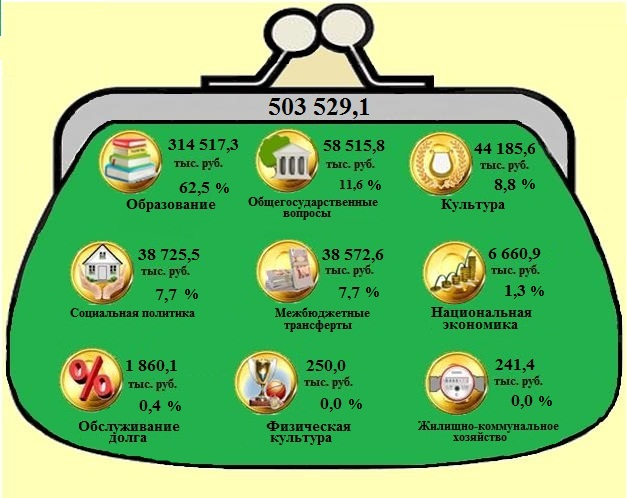 503 529,1
314 517,3
тыс. руб.
62,5 %
Образование
58 515,8
тыс. руб.
11,6 %
Общегосударственные
вопросы
44 185,6
тыс. руб.
8,8 %
Культура
38 725,5
тыс. руб.
7,7 %
Социальная политика
38 572,6
тыс. руб.
7,7 %
Межбюджетные
трансферты
6 660,9
тыс. руб.
1,3 %
Национальная
экономика
1 860,1
тыс. руб.
0,4 %
Обслуживание
долга
250,0
тыс. руб.
0,0 %
Физическая
культура
241,4
тыс. руб.
0,0 %
Жилищно-коммунальное
хозяйство